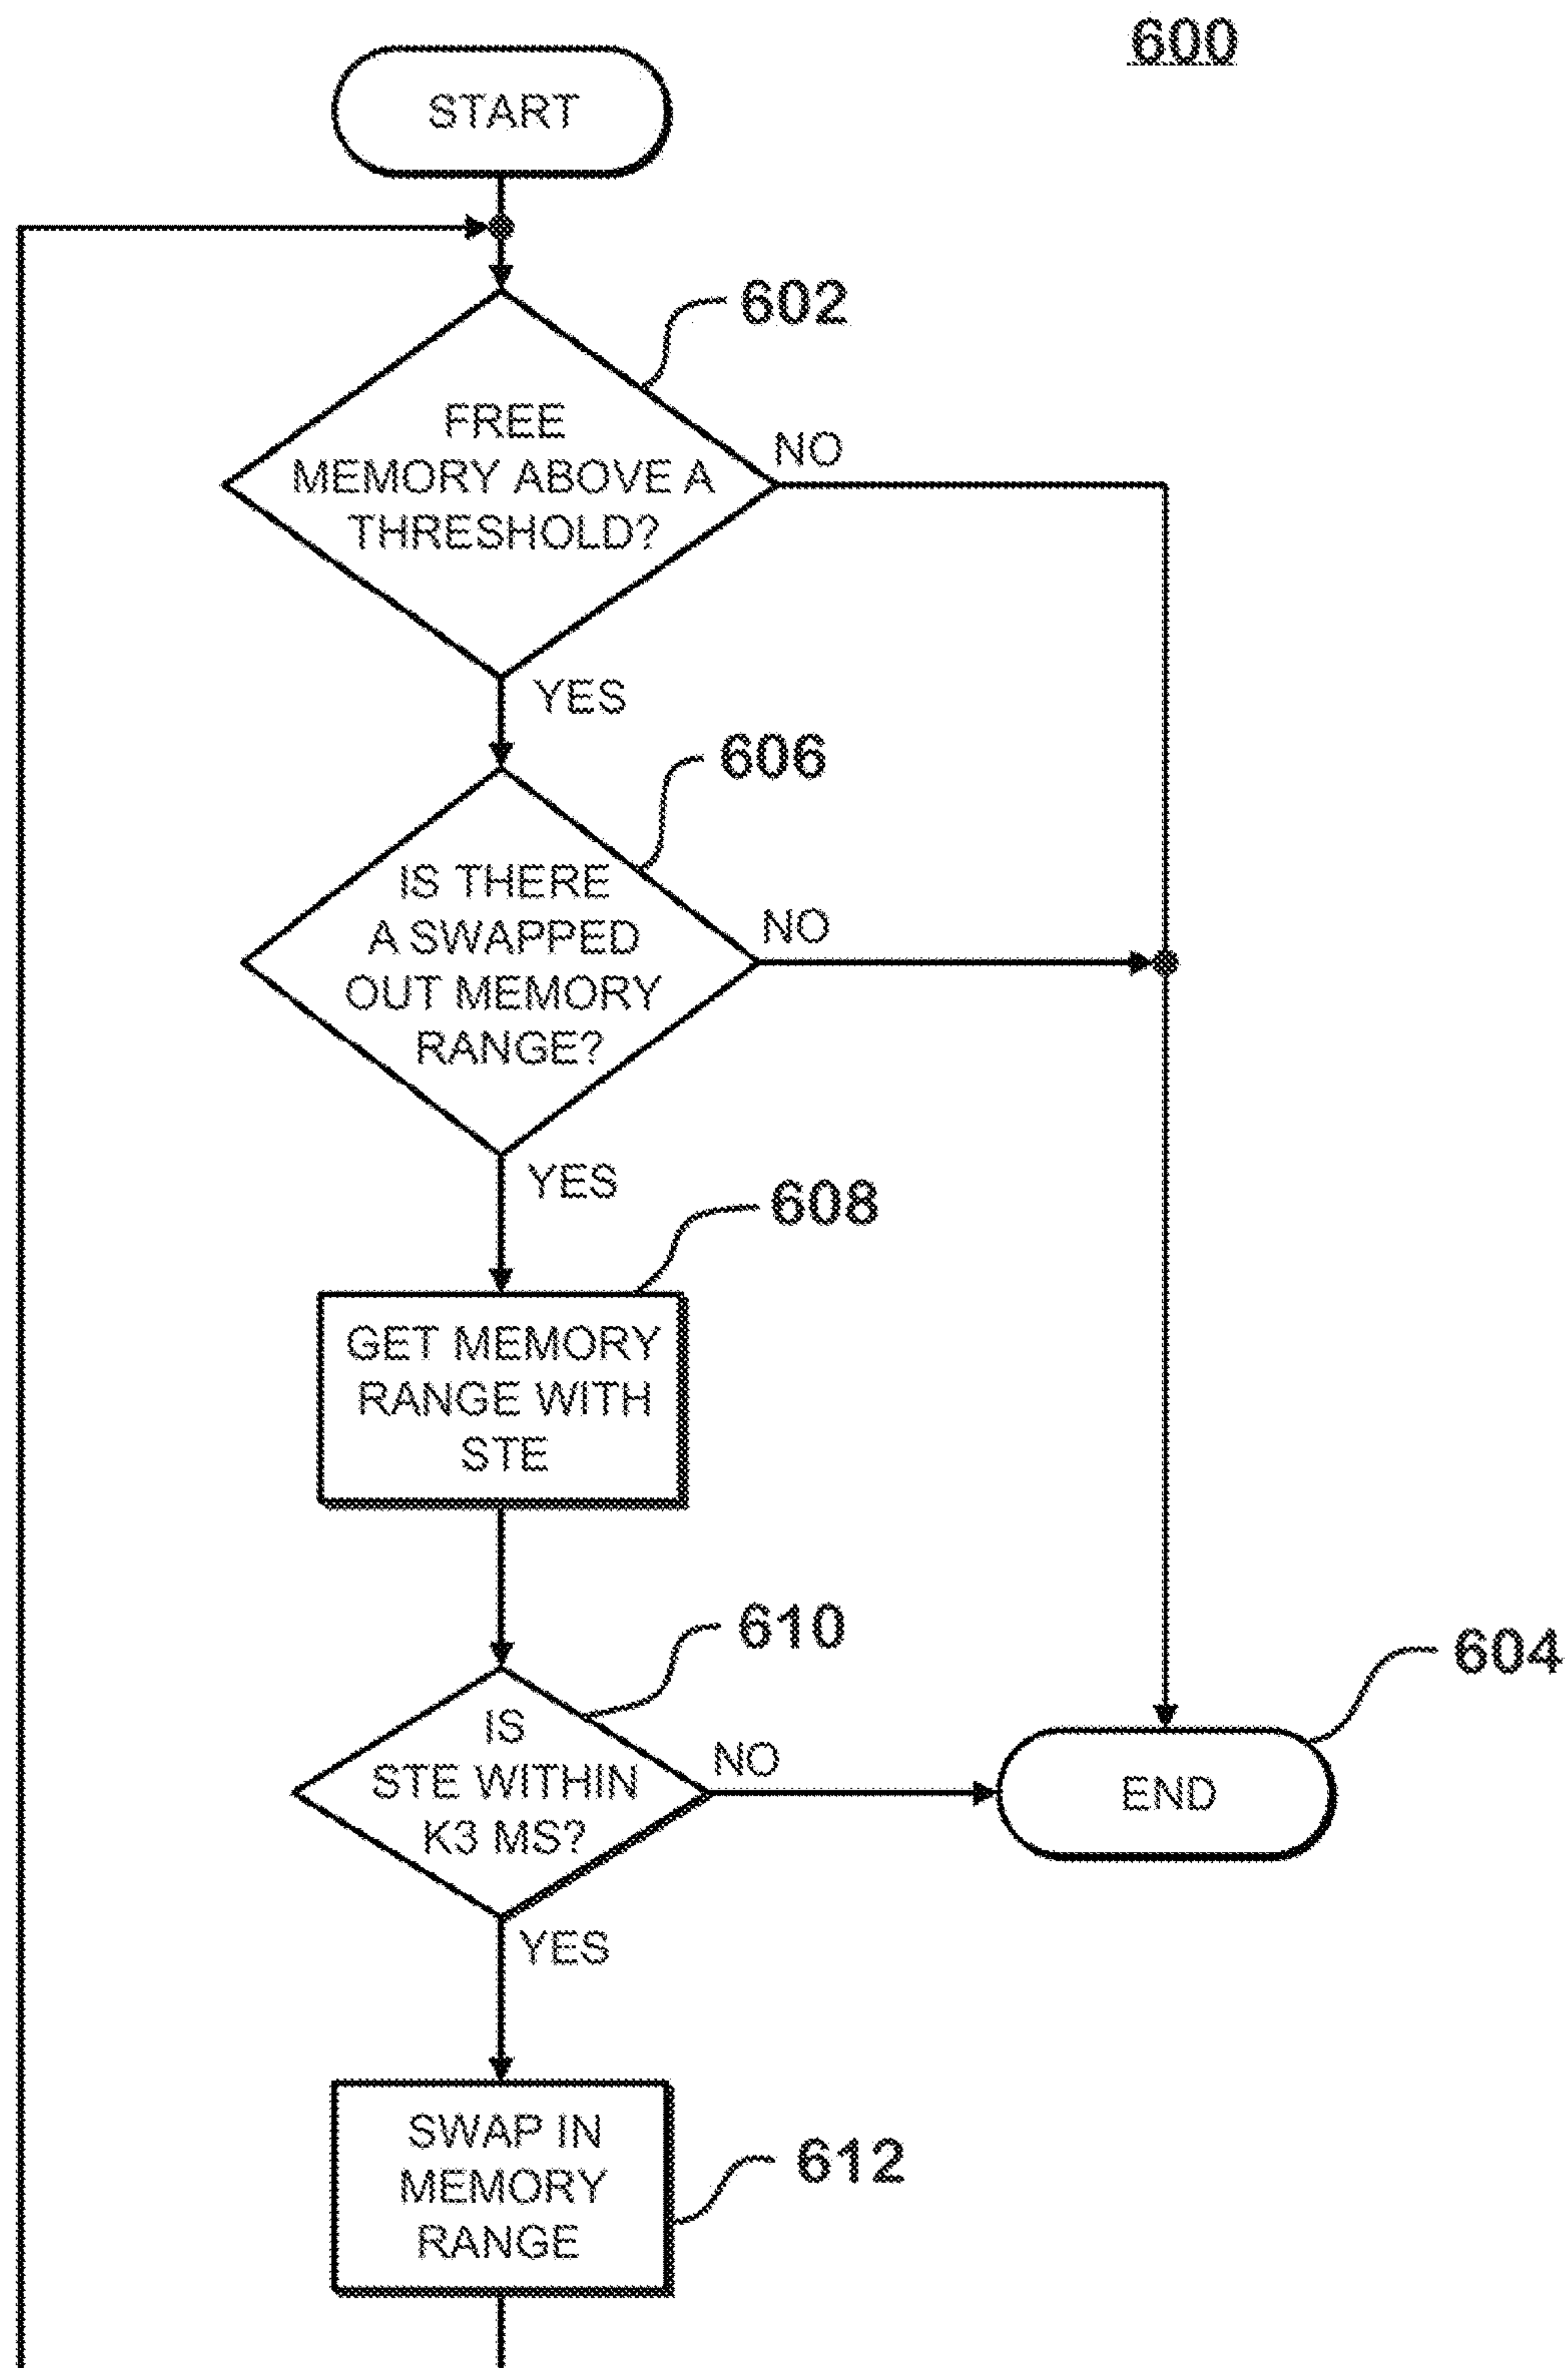 600
START
602
FREE
MEMORY ABOVE A
THRESHOLD?
NO
YES
606
IS THERE
A SWAPPED
OUT MEMORY
RANGE?
NO
YES
608
GET MEMORY
RANGE WITH
STE
610
IS
STE WITHIN
K3 MS?
NO
604
END
YES
SWAP IN
MEMORY
RANGE
612